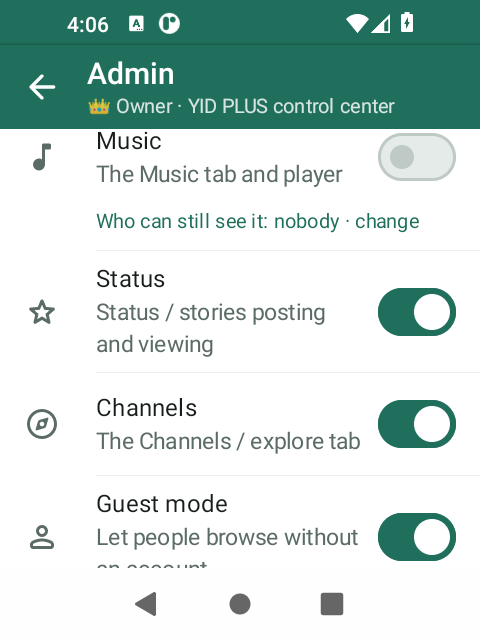 4:06
Admin
👑 Owner · YID PLUS control center
Music
The Music tab and player
Who can still see it: nobody · change
Status
Status / stories posting
and viewing
Channels
The Channels / explore tab
Guest mode
Let people browse without
an account